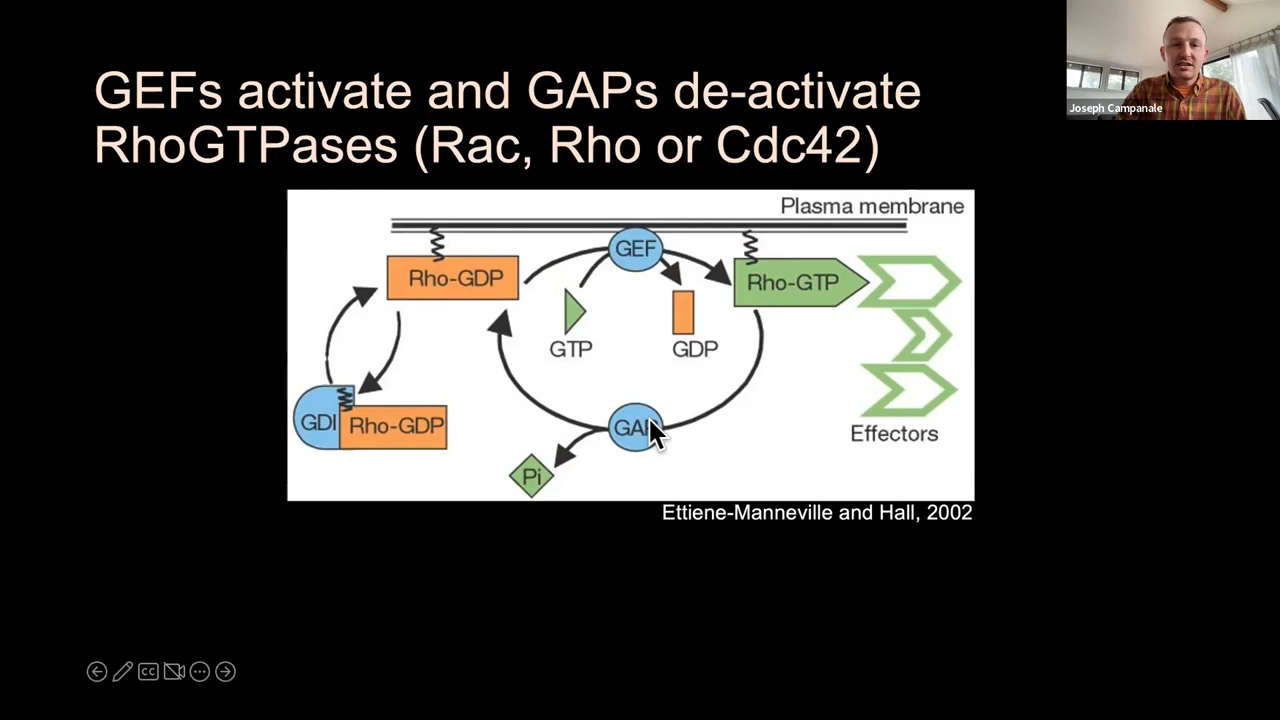 GEFs activate and GAPs de-activate
RhoGTPases (Rac, Rho or Cdc42)
Joseph Campanale
Plasma membrane
GEF
Rho-GDP
Rho-GTP
GTP
GDP
GDI
Rho-GDP
Effectors
Pi
Ettiene-Manneville and Hall, 2002
CC